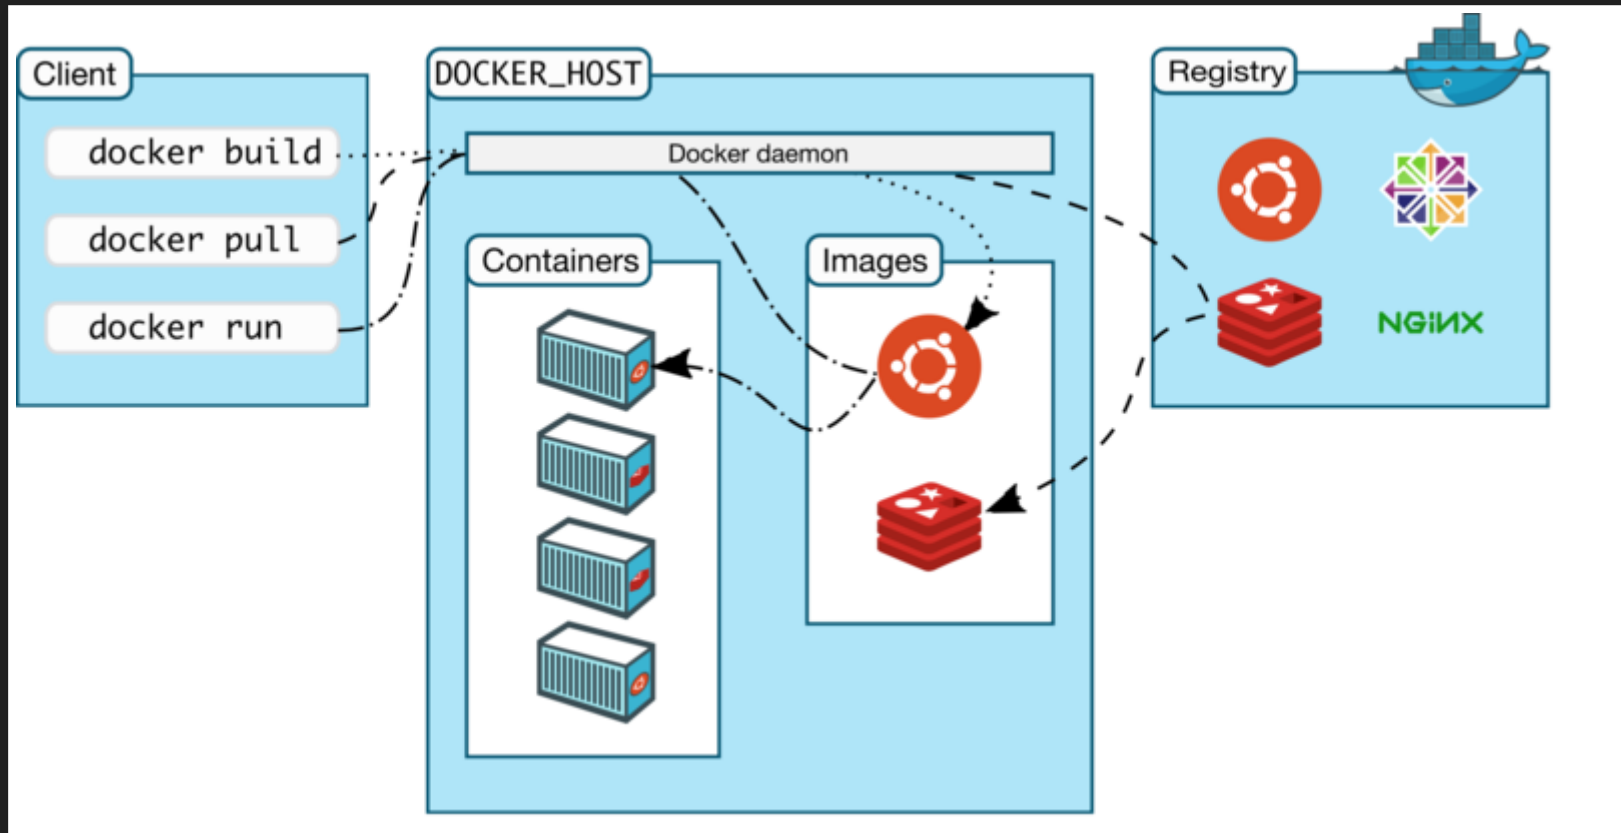 Client
docker build
docker pull
docker run
DOCKER_HOST
Docker daemon
Containers
Images
Registry
NGiNX